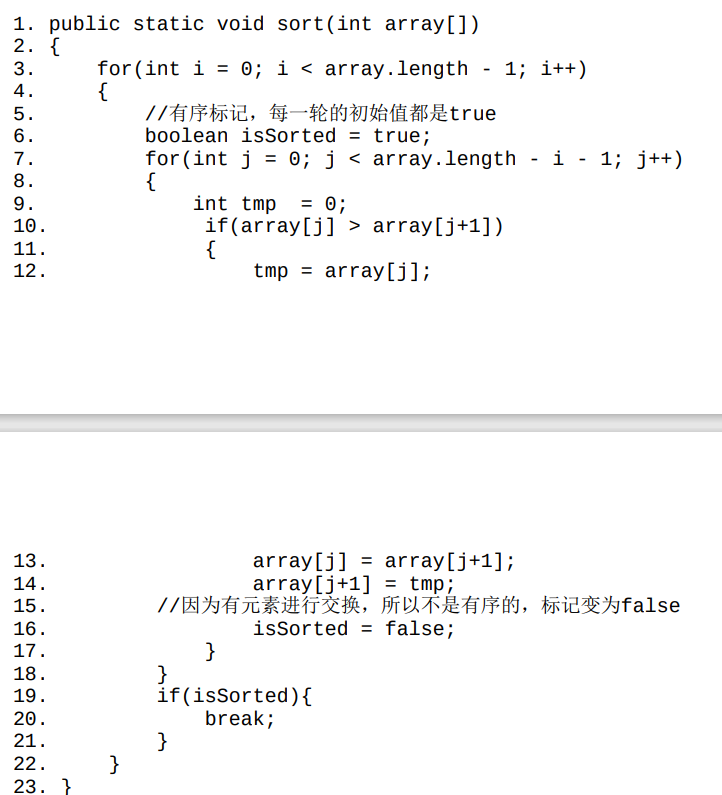 1. public static void sort(int array[])
2. {
3.     for(int i = 0; i < array.length - 1; i++)
4.     {
5.         //有序标记，每一轮的初始值都是true
6.         boolean isSorted = true;
7.         for(int j = 0; j < array.length - i - 1; j++)
8.         {
9.             int tmp  = 0;
10.             if(array[j] > array[j+1])
11.             {
12.                 tmp = array[j];
13.                 array[j] = array[j+1];
14.                 array[j+1] = tmp;
15.         //因为有元素进行交换，所以不是有序的，标记变为false
16.                 isSorted = false;
17.             }
18.         }
19.         if(isSorted){
20.             break;
21.         }
22.     }
23. }